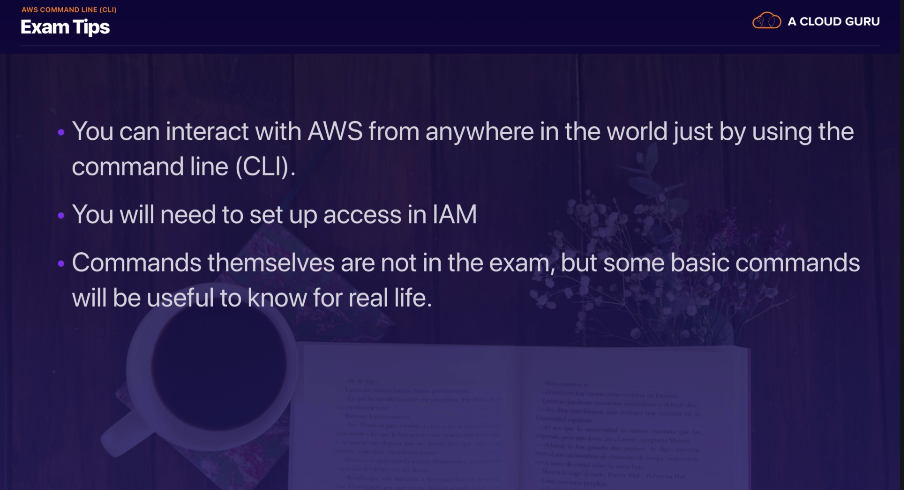 AWS COMMAND LINE (CLI)
Exam Tips
A CLOUD GURU
• You can interact with AWS from anywhere in the world just by using the
command line (CLI).
• You will need to set up access in IAM
• Commands themselves are not in the exam, but some basic commands
will be useful to know for real life.